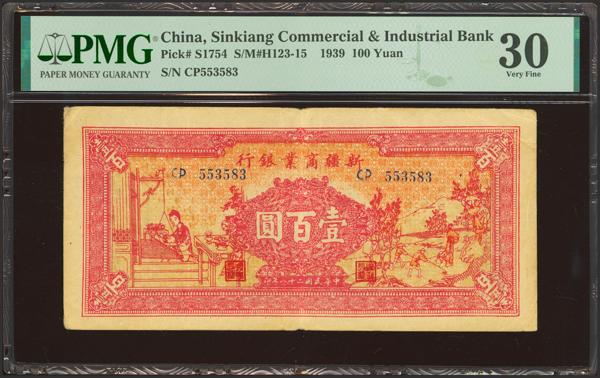 PMG
PAPER MONEY GUARANTY
China, Sinkiang Commercial & Industrial Bank
Pick# S1754 S/M#H123-15 1939 100 Yuan
S/N CP553583
30
Very Fine
行銀業商疆新
CP 553583
CP 553583
圓百壹